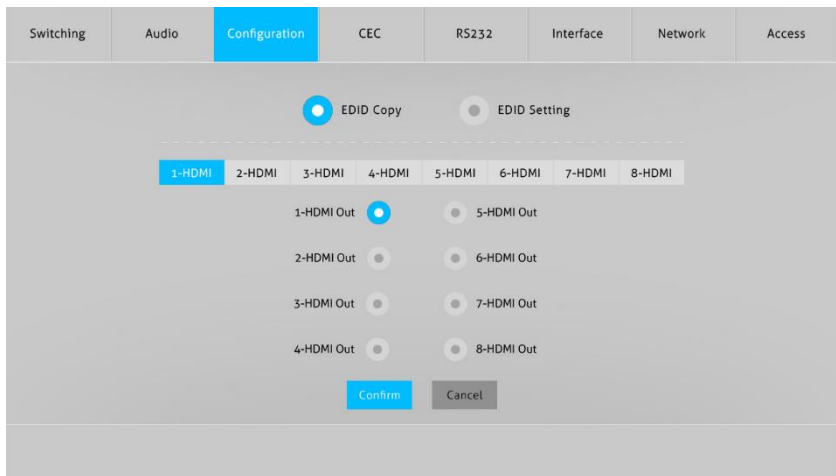 Switching Audio Configuration CEC RS232 Interface Network Access
EDID Copy EDID Setting
1-HDMI 2-HDMI 3-HDMI 4-HDMI 5-HDMI 6-HDMI 7-HDMI 8-HDMI
1-HDMI Out 5-HDMI Out
2-HDMI Out 6-HDMI Out
3-HDMI Out 7-HDMI Out
4-HDMI Out 8-HDMI Out
Confirm Cancel